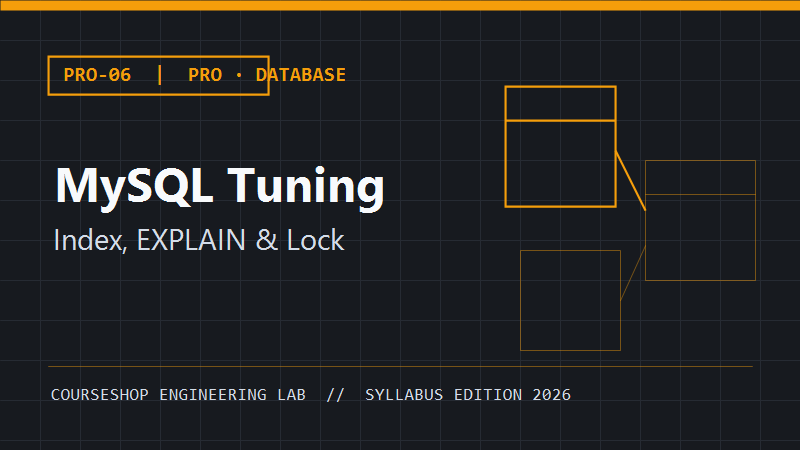 PRO-06 | PRO · DATABASE
MySQL Tuning
Index, EXPLAIN & Lock
COURSESHOP ENGINEERING LAB // SYLLABUS EDITION 2026